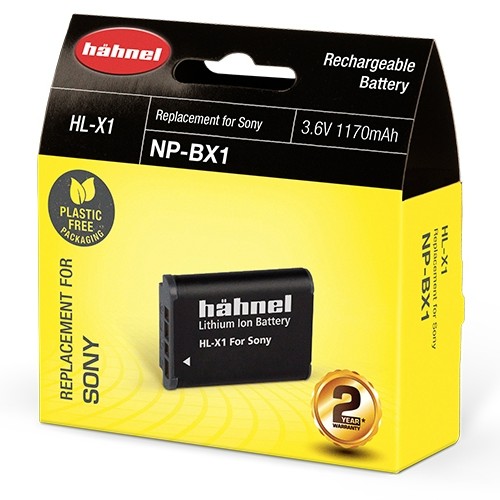 hähnel
Rechargeable
Battery
HL-X1
Replacement for Sony
3.6V 1170mAh
NP-BX1
PLASTIC
FREE
PACKAGING
REPLACEMENT FOR
SONY
hähnel
Lithium Ion Battery
HL-X1 For Sony
2
YEAR*
WARRANTY
HL-X1
Replacement for Sony
NP-BX1